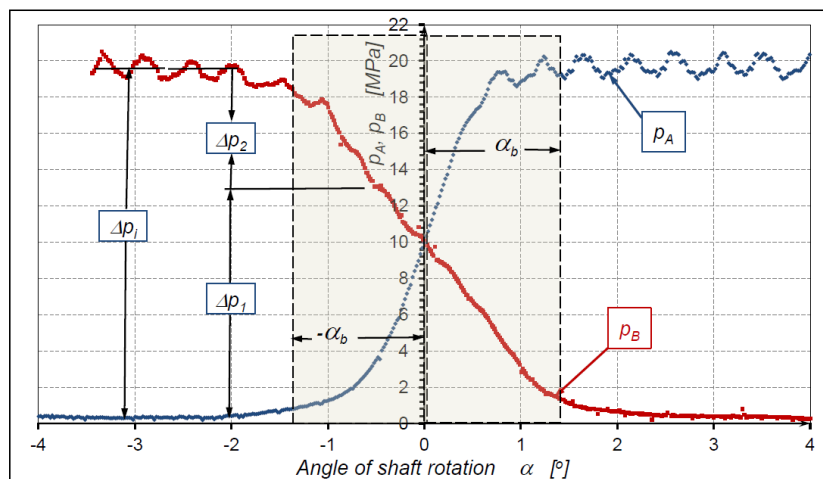 22
20
18
16
14
12
10
8
6
4
2
0
p_A, p_B [MPa]
Δp_2
Δp_i
Δp_1
α_b
-α_b
p_A
p_B
-4 -3 -2 -1 0 1 2 3 4
Angle of shaft rotation α [º]